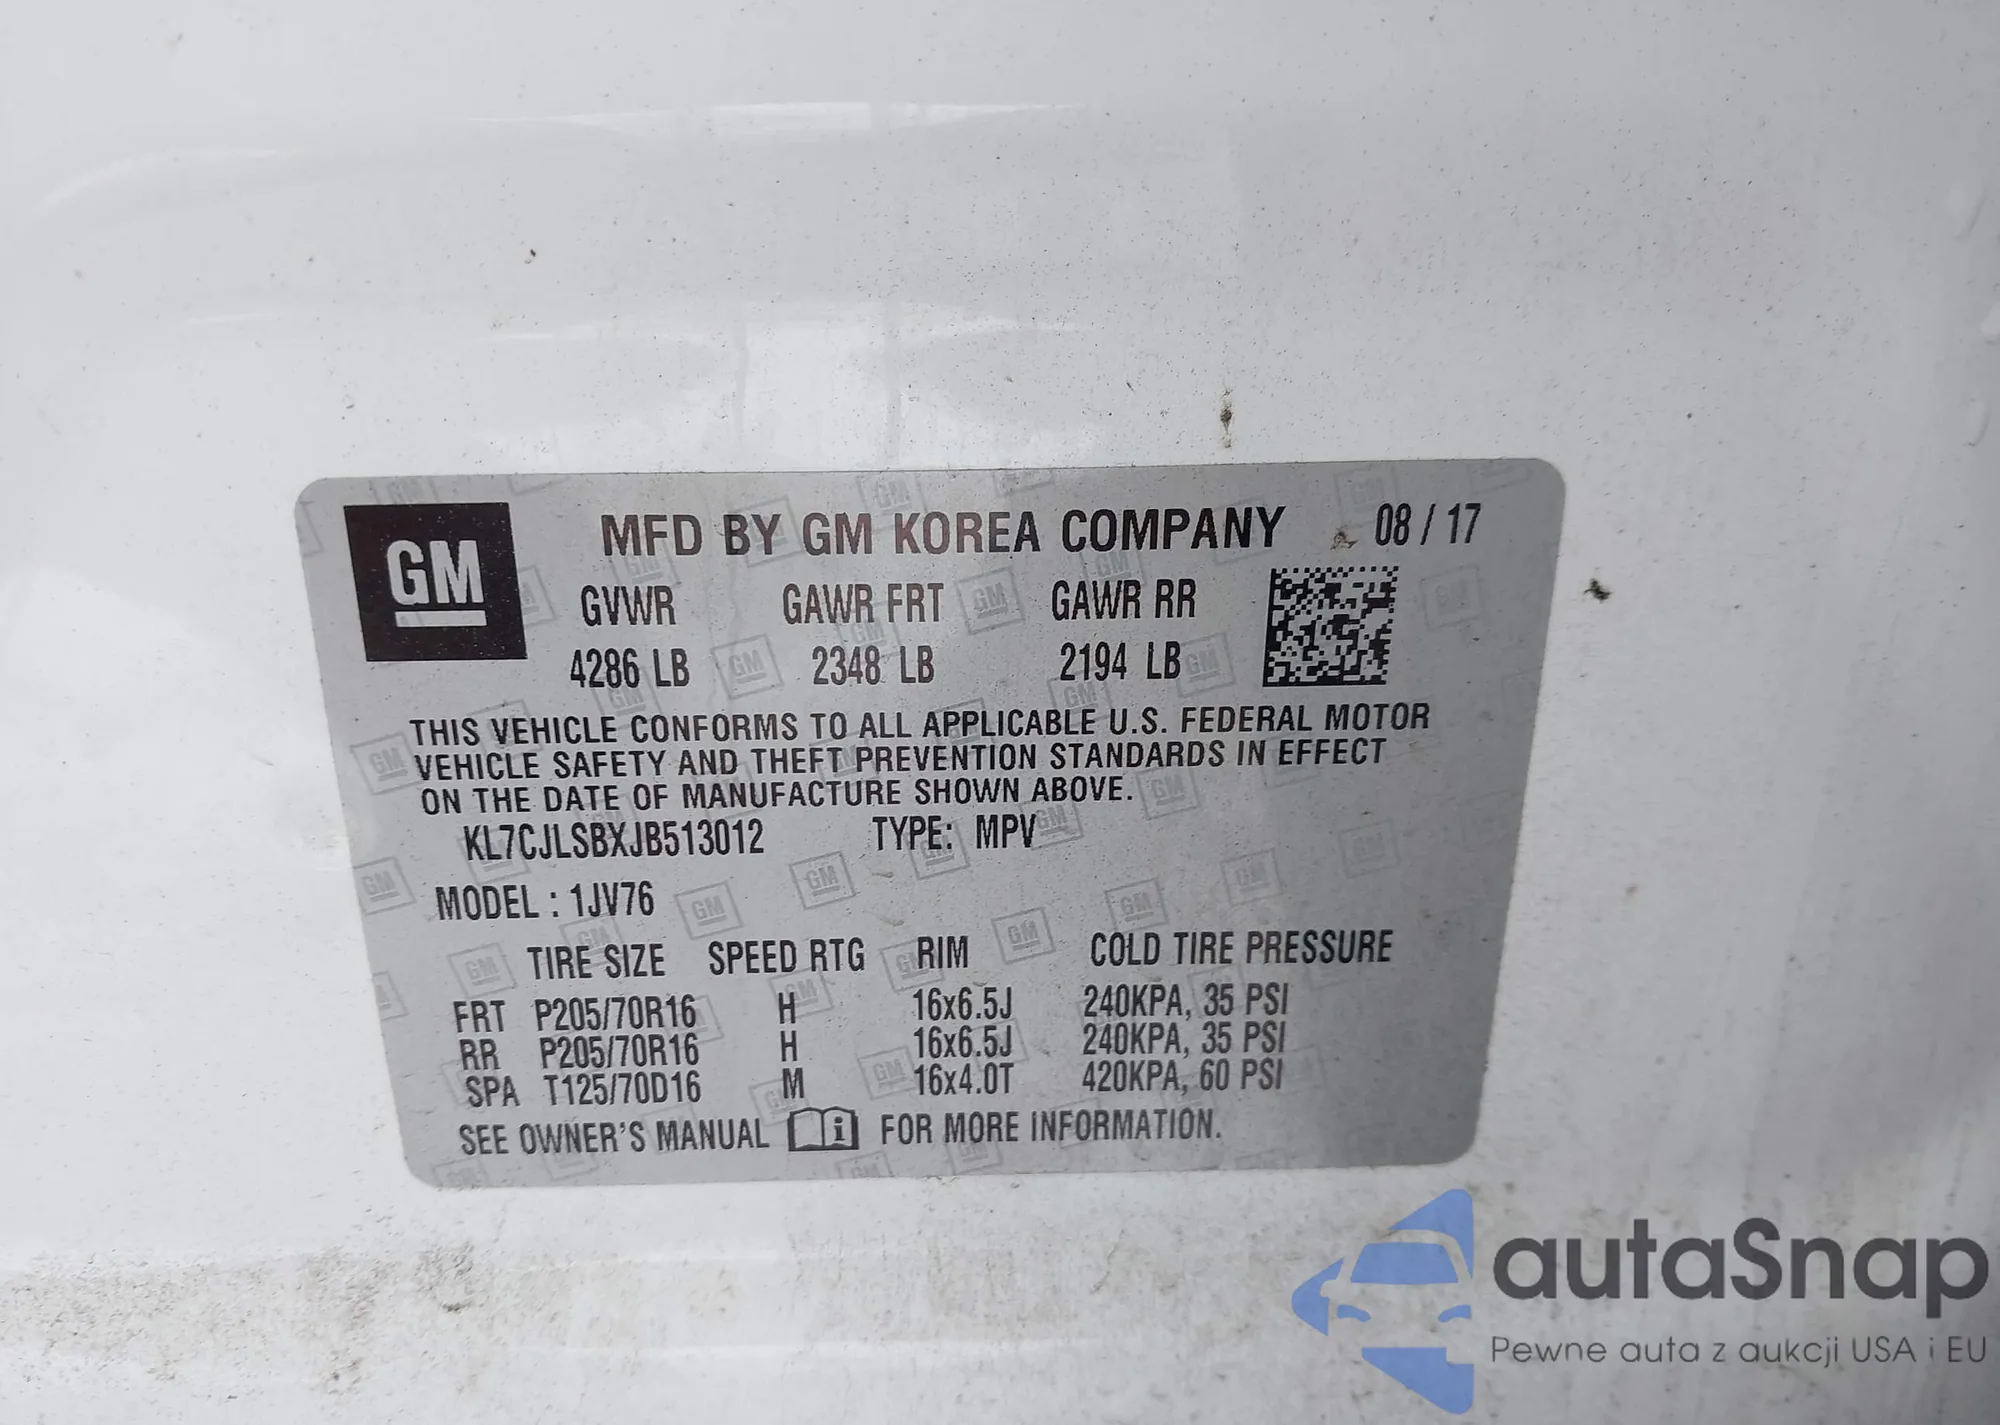 GM
MFD BY GM KOREA COMPANY 08 / 17
GVWR GAWR FRT GAWR RR
4286 LB 2348 LB 2194 LB
THIS VEHICLE CONFORMS TO ALL APPLICABLE U.S. FEDERAL MOTOR
VEHICLE SAFETY AND THEFT PREVENTION STANDARDS IN EFFECT
ON THE DATE OF MANUFACTURE SHOWN ABOVE.
KL7CJLSBXJB513012 TYPE: MPV
MODEL : 1JV76
TIRE SIZE SPEED RTG RIM COLD TIRE PRESSURE
FRT P205/70R16 H 16x6.5J 240KPA, 35 PSI
RR P205/70R16 H 16x6.5J 240KPA, 35 PSI
SPA T125/70D16 M 16x4.0T 420KPA, 60 PSI
SEE OWNER'S MANUAL i FOR MORE INFORMATION.
autaSnap
Pewne auta z aukcji USA i EU